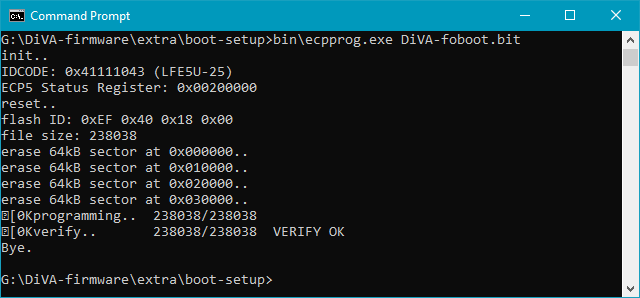 Command Prompt
G:\DiVA-firmware\extra\boot-setup>bin\ecpprog.exe DiVA-foboot.bit
init..
IDCODE: 0x41111043 (LFE5U-25)
ECP5 Status Register: 0x00200000
reset..
flash ID: 0xEF 0x40 0x18 0x00
file size: 238038
erase 64kB sector at 0x000000..
erase 64kB sector at 0x010000..
erase 64kB sector at 0x020000..
erase 64kB sector at 0x030000..
[0Kprogramming..  238038/238038
[0Kverify..       238038/238038  VERIFY OK
Bye.
G:\DiVA-firmware\extra\boot-setup>